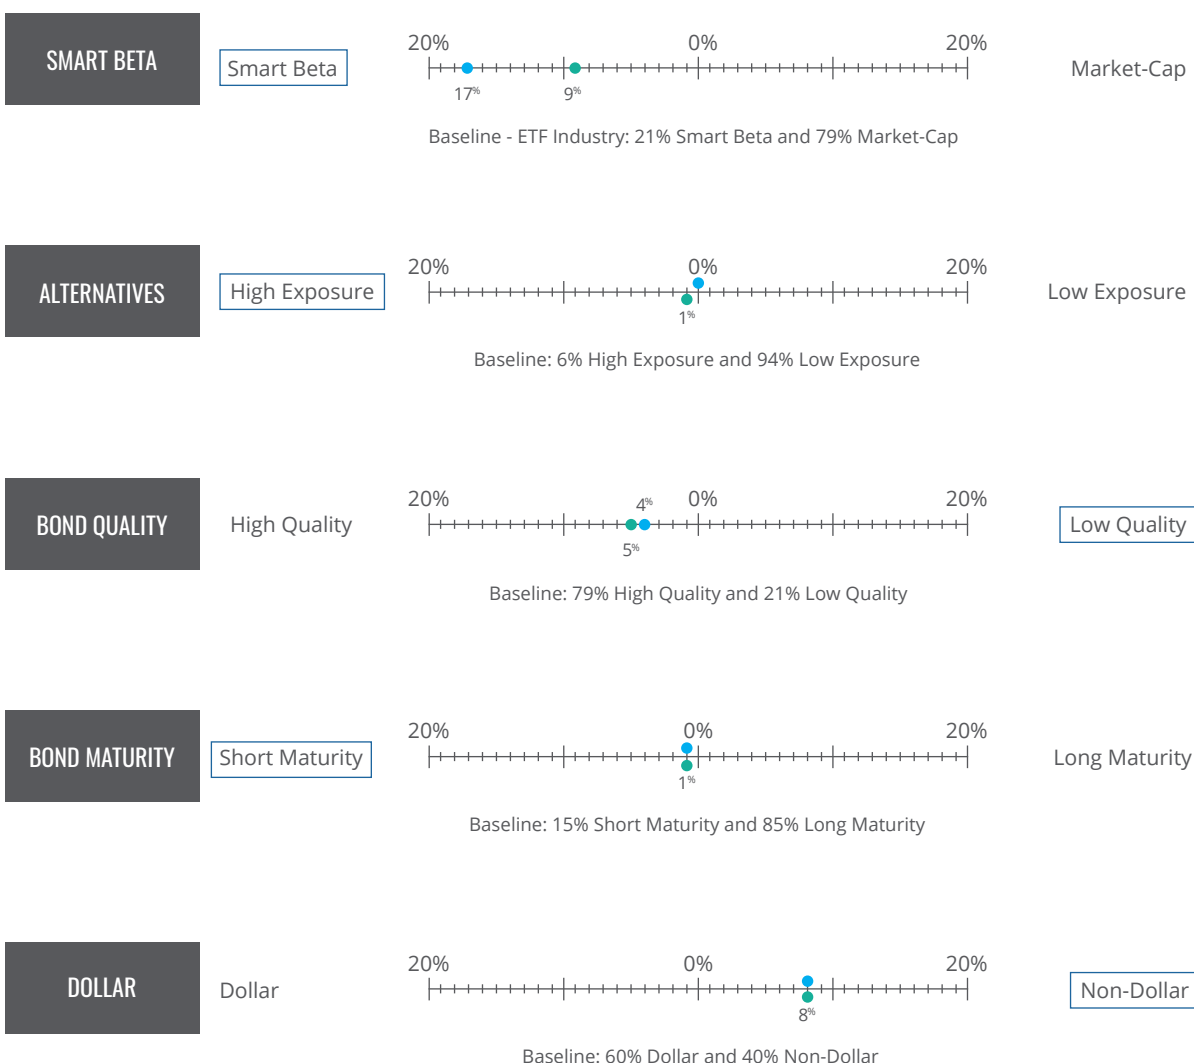 SMART BETA
Smart Beta
20% 0% 20%
Market-Cap
17% 9%
Baseline - ETF Industry: 21% Smart Beta and 79% Market-Cap
ALTERNATIVES
High Exposure
20% 0% 20%
Low Exposure
1%
Baseline: 6% High Exposure and 94% Low Exposure
BOND QUALITY
High Quality
20% 4% 0% 20%
Low Quality
5%
Baseline: 79% High Quality and 21% Low Quality
BOND MATURITY
Short Maturity
20% 0% 20%
Long Maturity
1%
Baseline: 15% Short Maturity and 85% Long Maturity
DOLLAR
Dollar
20% 0% 20%
Non-Dollar
8%
Baseline: 60% Dollar and 40% Non-Dollar